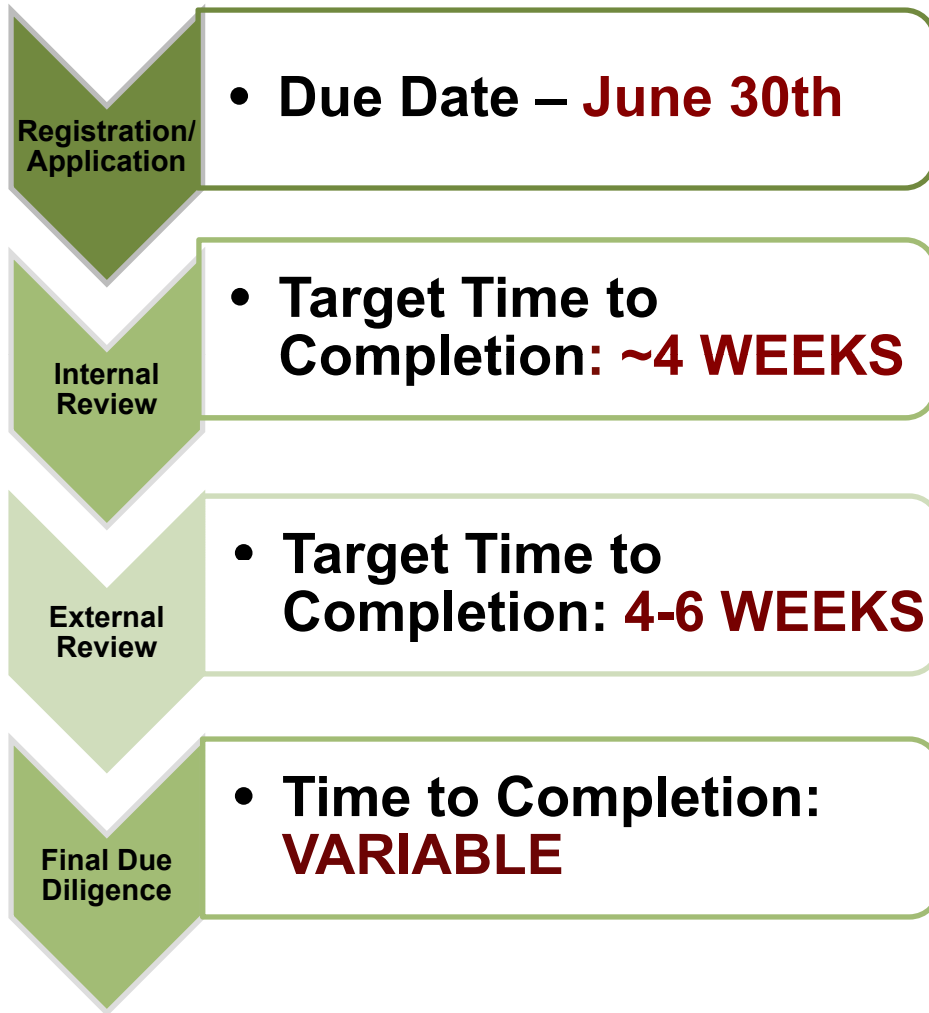 Registration/
Application
• Due Date – June 30th
Internal
Review
• Target Time to
Completion: ~4 WEEKS
External
Review
• Target Time to
Completion: 4-6 WEEKS
Final Due
Diligence
• Time to Completion:
VARIABLE